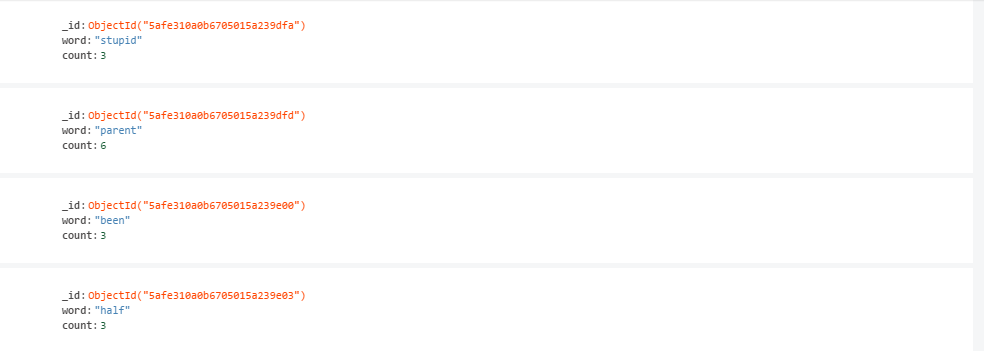 _id: ObjectId("5afe310a0b6705015a239dfa")
word: "stupid"
count: 3
_id: ObjectId("5afe310a0b6705015a239dfd")
word: "parent"
count: 6
_id: ObjectId("5afe310a0b6705015a239e00")
word: "been"
count: 3
_id: ObjectId("5afe310a0b6705015a239e03")
word: "half"
count: 3